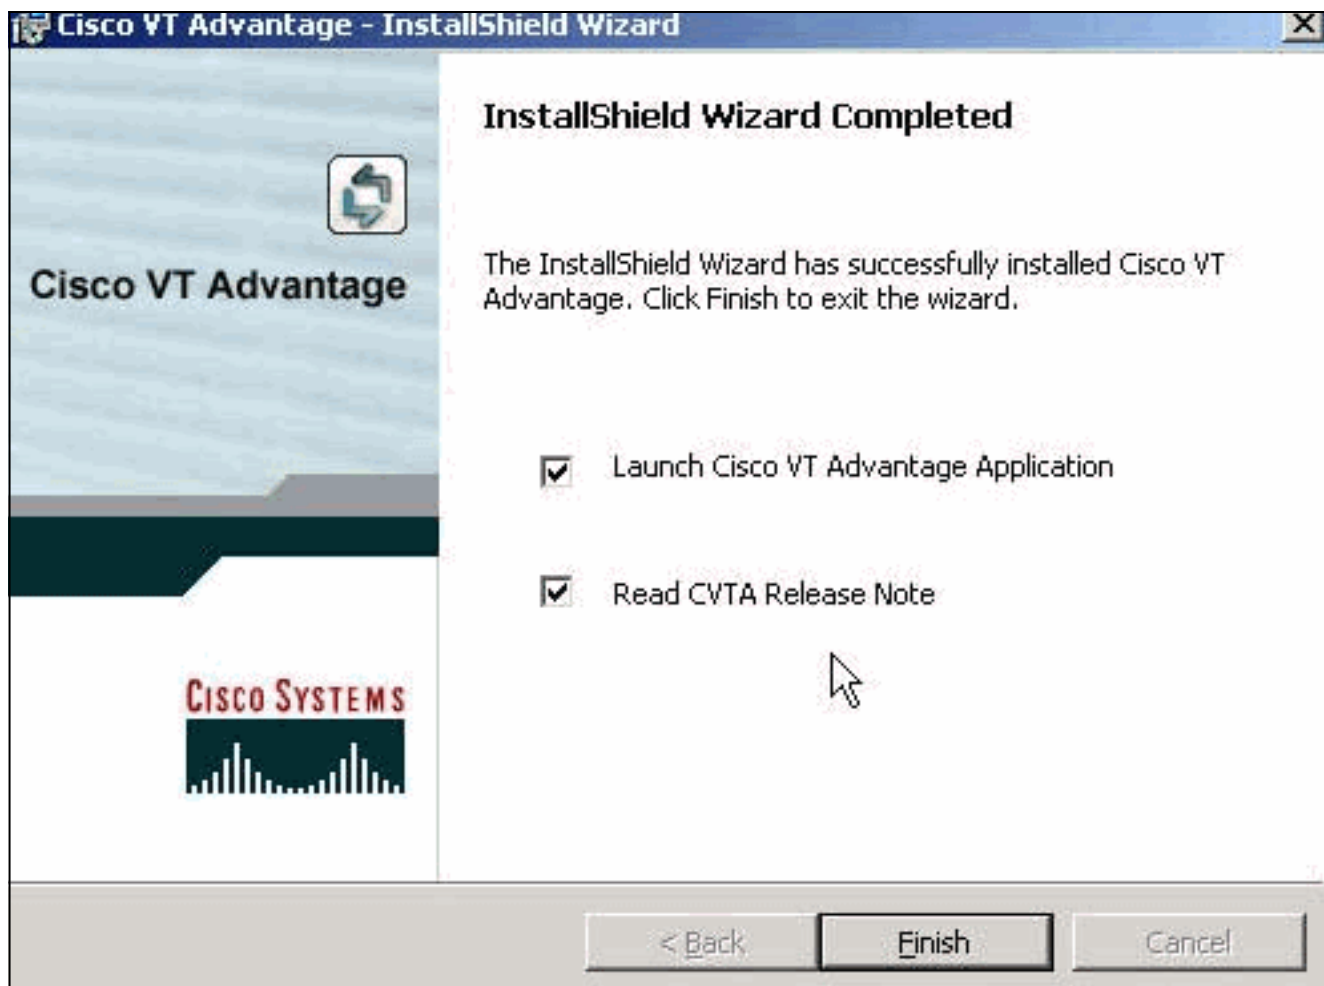 Cisco VT Advantage - InstallShield Wizard
InstallShield Wizard Completed
Cisco VT Advantage
The InstallShield Wizard has successfully installed Cisco VT
Advantage. Click Finish to exit the wizard.
Launch Cisco VT Advantage Application
Read CVTA Release Note
CISCO SYSTEMS
< Back
Finish
Cancel